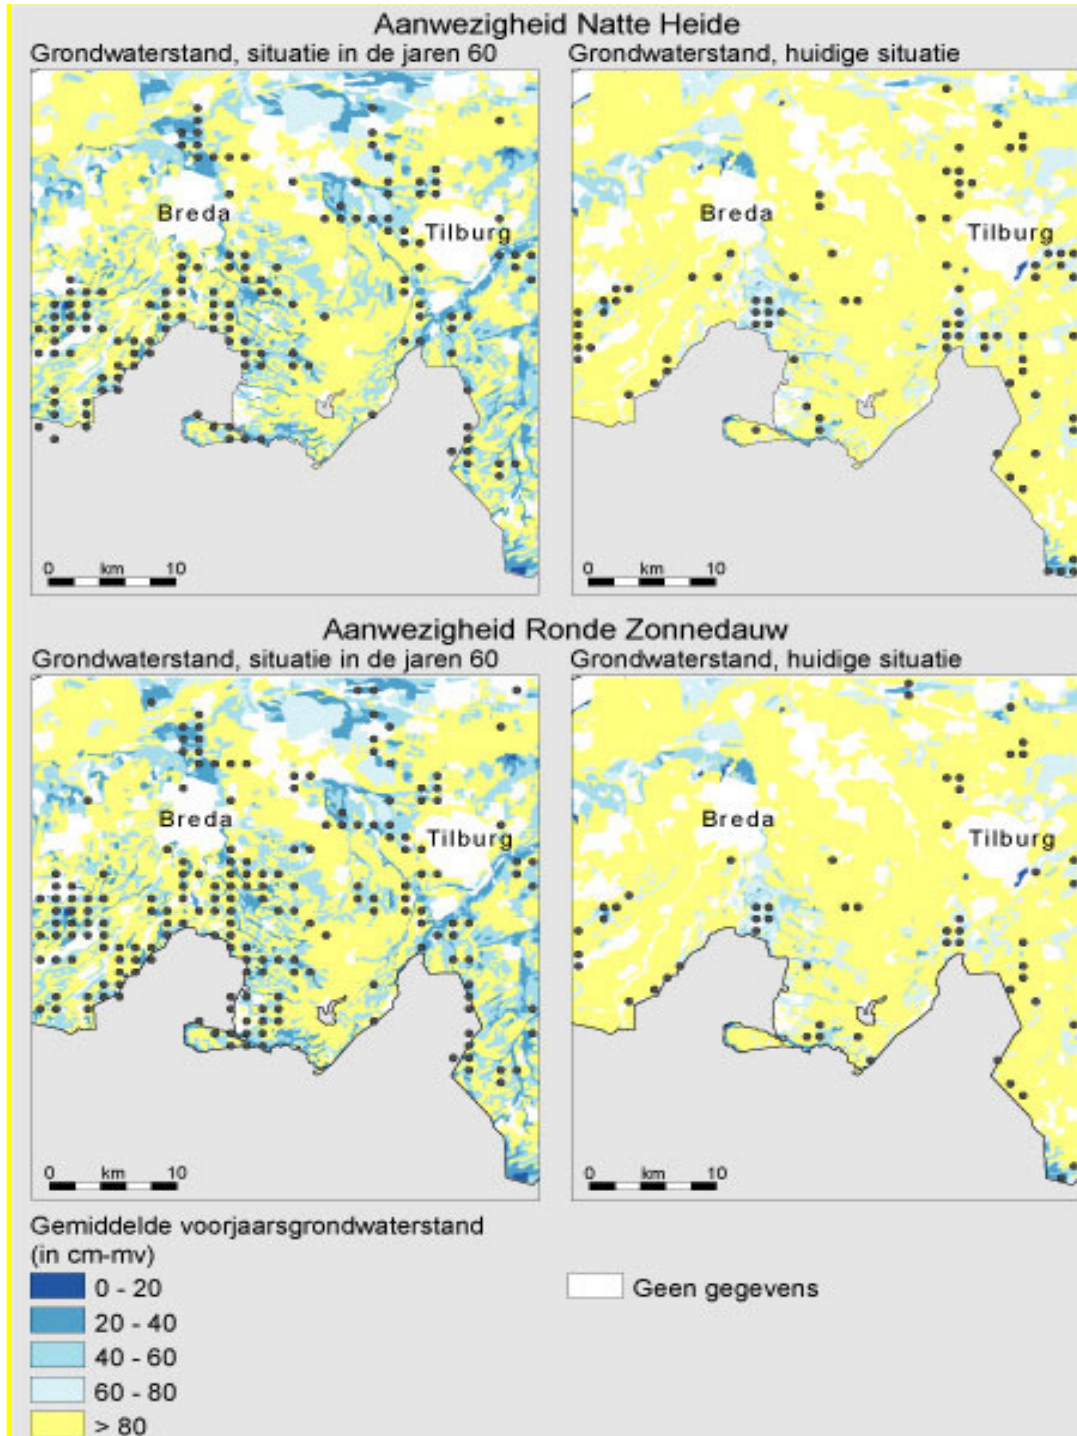 Aanwezigheid Natte Heide
Grondwaterstand, situatie in de jaren 60
Grondwaterstand, huidige situatie
Breda
Tilburg
Breda
Tilburg
0 km 10
0 km 10
Aanwezigheid Ronde Zonnedauw
Grondwaterstand, situatie in de jaren 60
Grondwaterstand, huidige situatie
Breda
Tilburg
Breda
Tilburg
0 km 10
0 km 10
Gemiddelde voorjaarsgrondwaterstand
(in cm-mv)
0 - 20
20 - 40
40 - 60
60 - 80
> 80
Geen gegevens